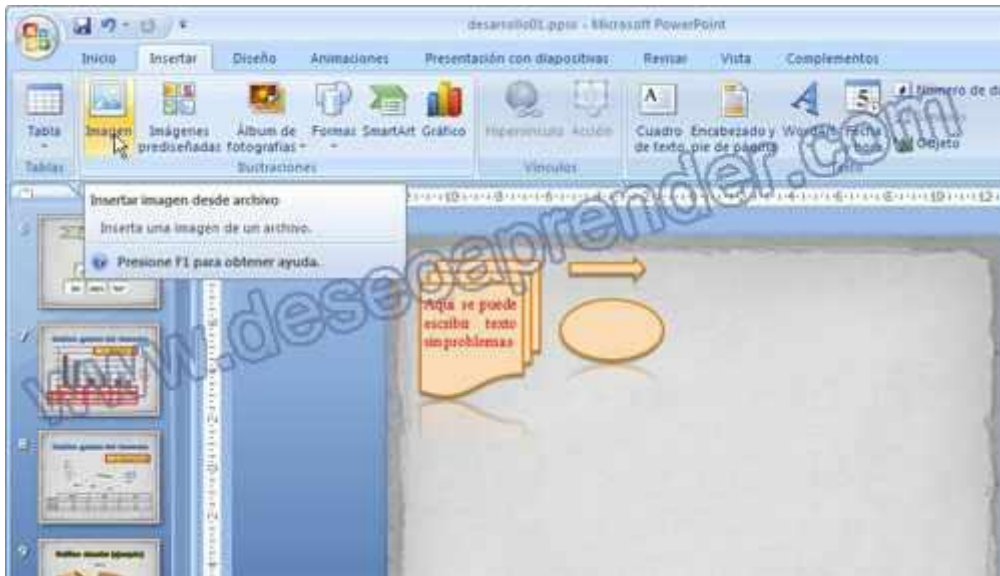 desarrollo01.ppsx - Microsoft PowerPoint
Inicio Insertar Diseño Animaciones Presentación con diapositivas Revisar Vista Complementos
Tabla Imagen Imágenes prediseñadas Álbum de fotografías Formas SmartArt Gráfico Hipervínculo Acción Cuadro de texto Encabezado y pie de página WordArt Fecha hora Número de Objeto
Tablas Ilustraciones Vínculos Texto
Insertar imagen desde archivo
Inserta una imagen de un archivo.
Presione F1 para obtener ayuda.
Aquí se puede
escribir texto
sin problemas
www.deseoaprender.com